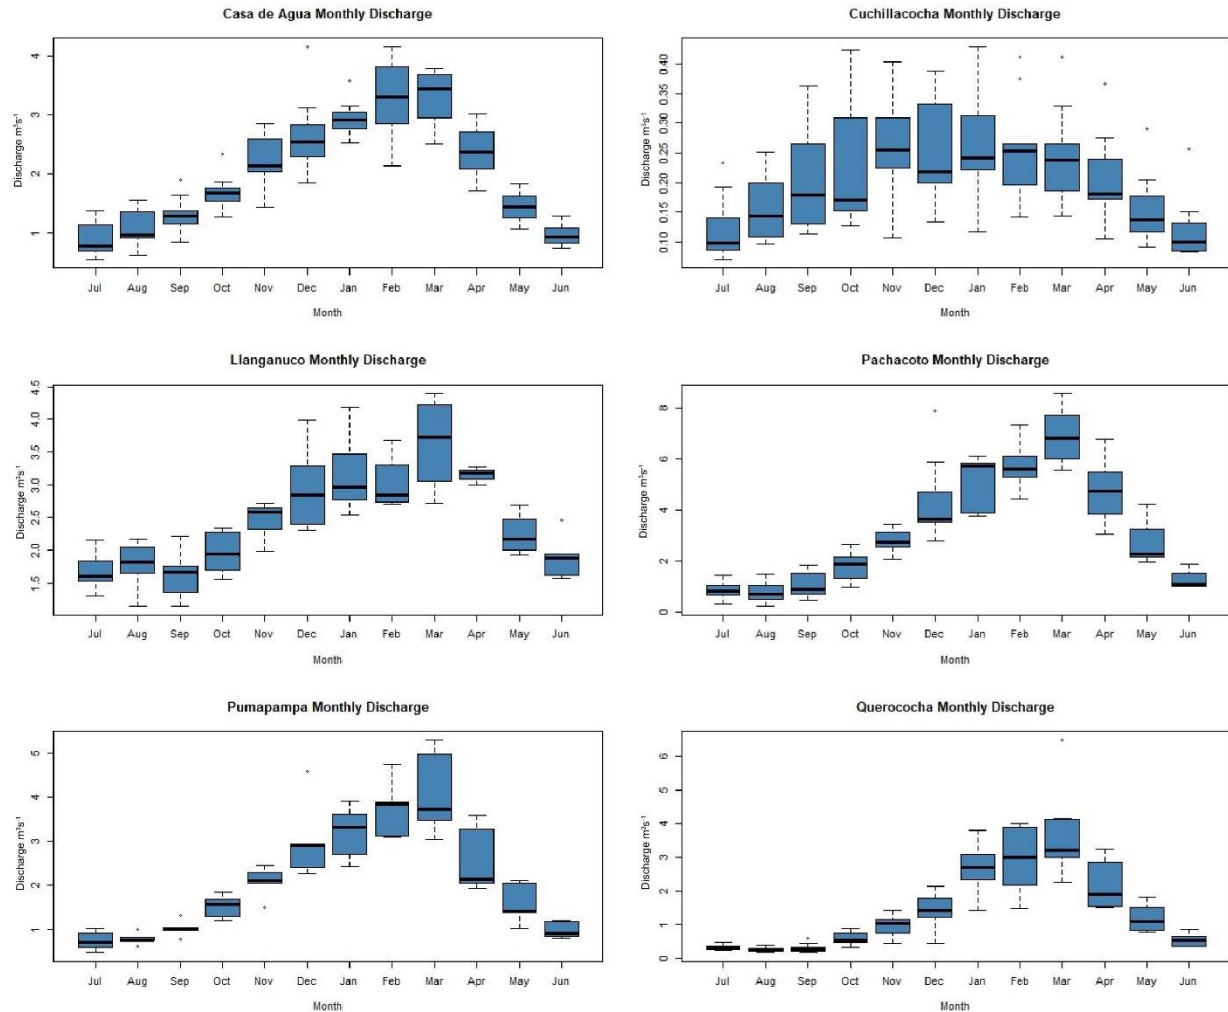 Casa de Agua Monthly Discharge
Discharge m³s⁻¹
4
3
2
1
Jul Aug Sep Oct Nov Dec Jan Feb Mar Apr May Jun
Month
Cuchillacocha Monthly Discharge
Discharge m³s⁻¹
0.40
0.35
0.30
0.25
0.20
0.15
0.10
Jul Aug Sep Oct Nov Dec Jan Feb Mar Apr May Jun
Month
Llanganuco Monthly Discharge
Discharge m³s⁻¹
4.5
4.0
3.5
3.0
2.5
2.0
1.5
Jul Aug Sep Oct Nov Dec Jan Feb Mar Apr May Jun
Month
Pachacoto Monthly Discharge
Discharge m³s⁻¹
8
6
4
2
0
Jul Aug Sep Oct Nov Dec Jan Feb Mar Apr May Jun
Month
Pumapampa Monthly Discharge
Discharge m³s⁻¹
5
4
3
2
1
Jul Aug Sep Oct Nov Dec Jan Feb Mar Apr May Jun
Month
Querococha Monthly Discharge
Discharge m³s⁻¹
6
5
4
3
2
1
0
Jul Aug Sep Oct Nov Dec Jan Feb Mar Apr May Jun
Month